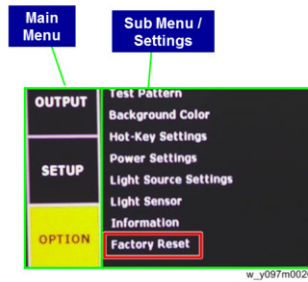 Main
Menu
Sub Menu /
Settings
OUTPUT
SETUP
OPTION
Test Pattern
Background Color
Hot-Key Settings
Power Settings
Light Source Settings
Light Sensor
Information
Factory Reset